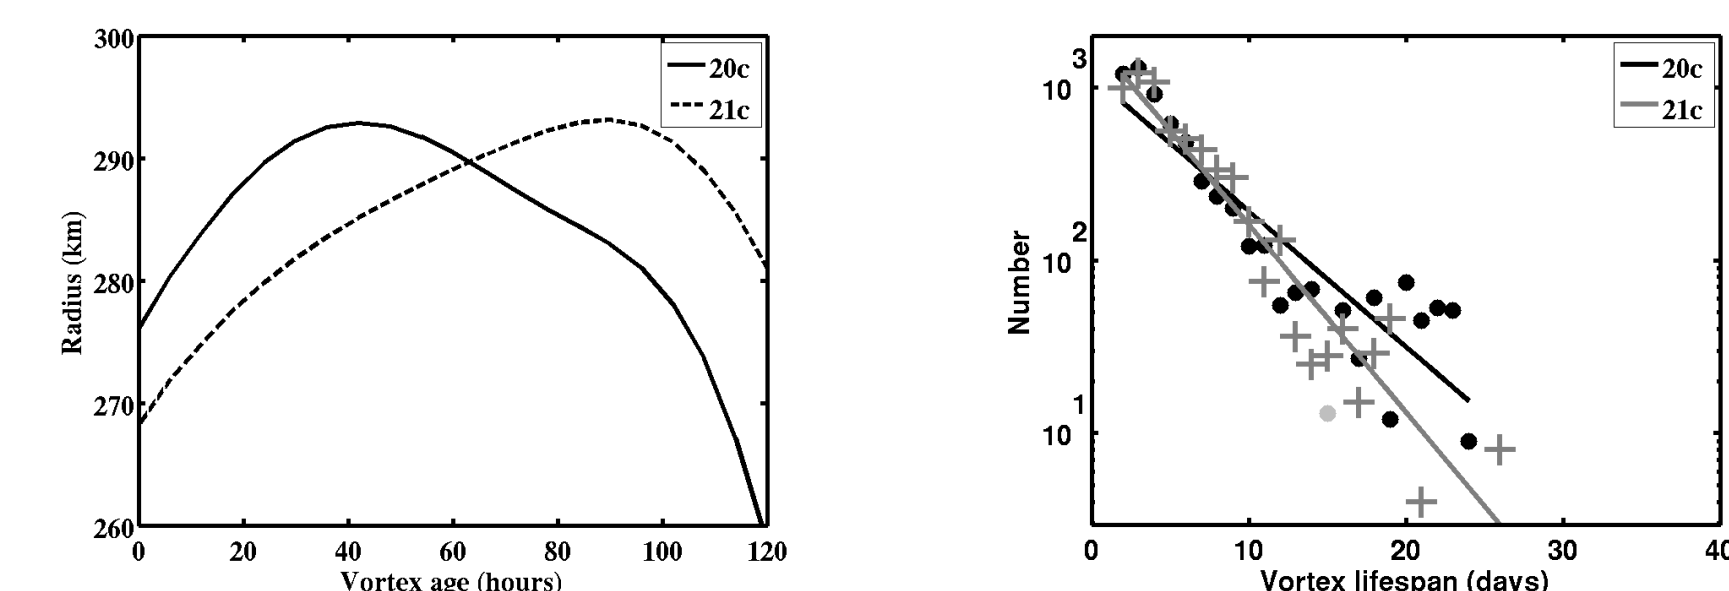 300
290
280
270
260
Radius (km)
0 20 40 60 80 100 120
Vortex age (hours)
20c
21c
10 3
10 2
10 1
Number
0 10 20 30 40
Vortex lifespan (days)
20c
21c